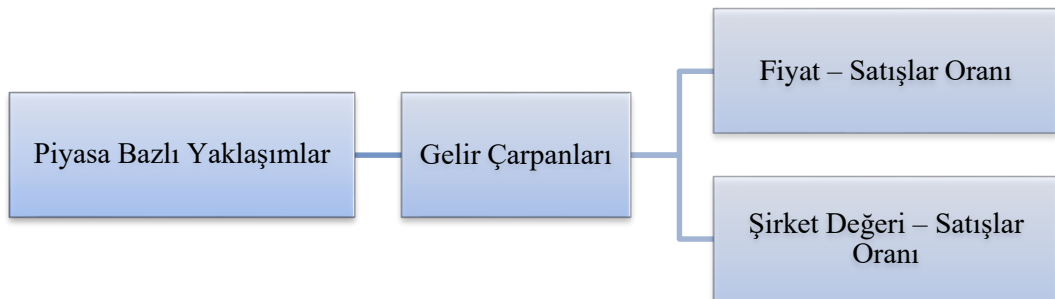 Fiyat – Satışlar Oranı
Piyasa Bazlı Yaklaşımlar
Gelir Çarpanları
Şirket Değeri – Satışlar
Oranı